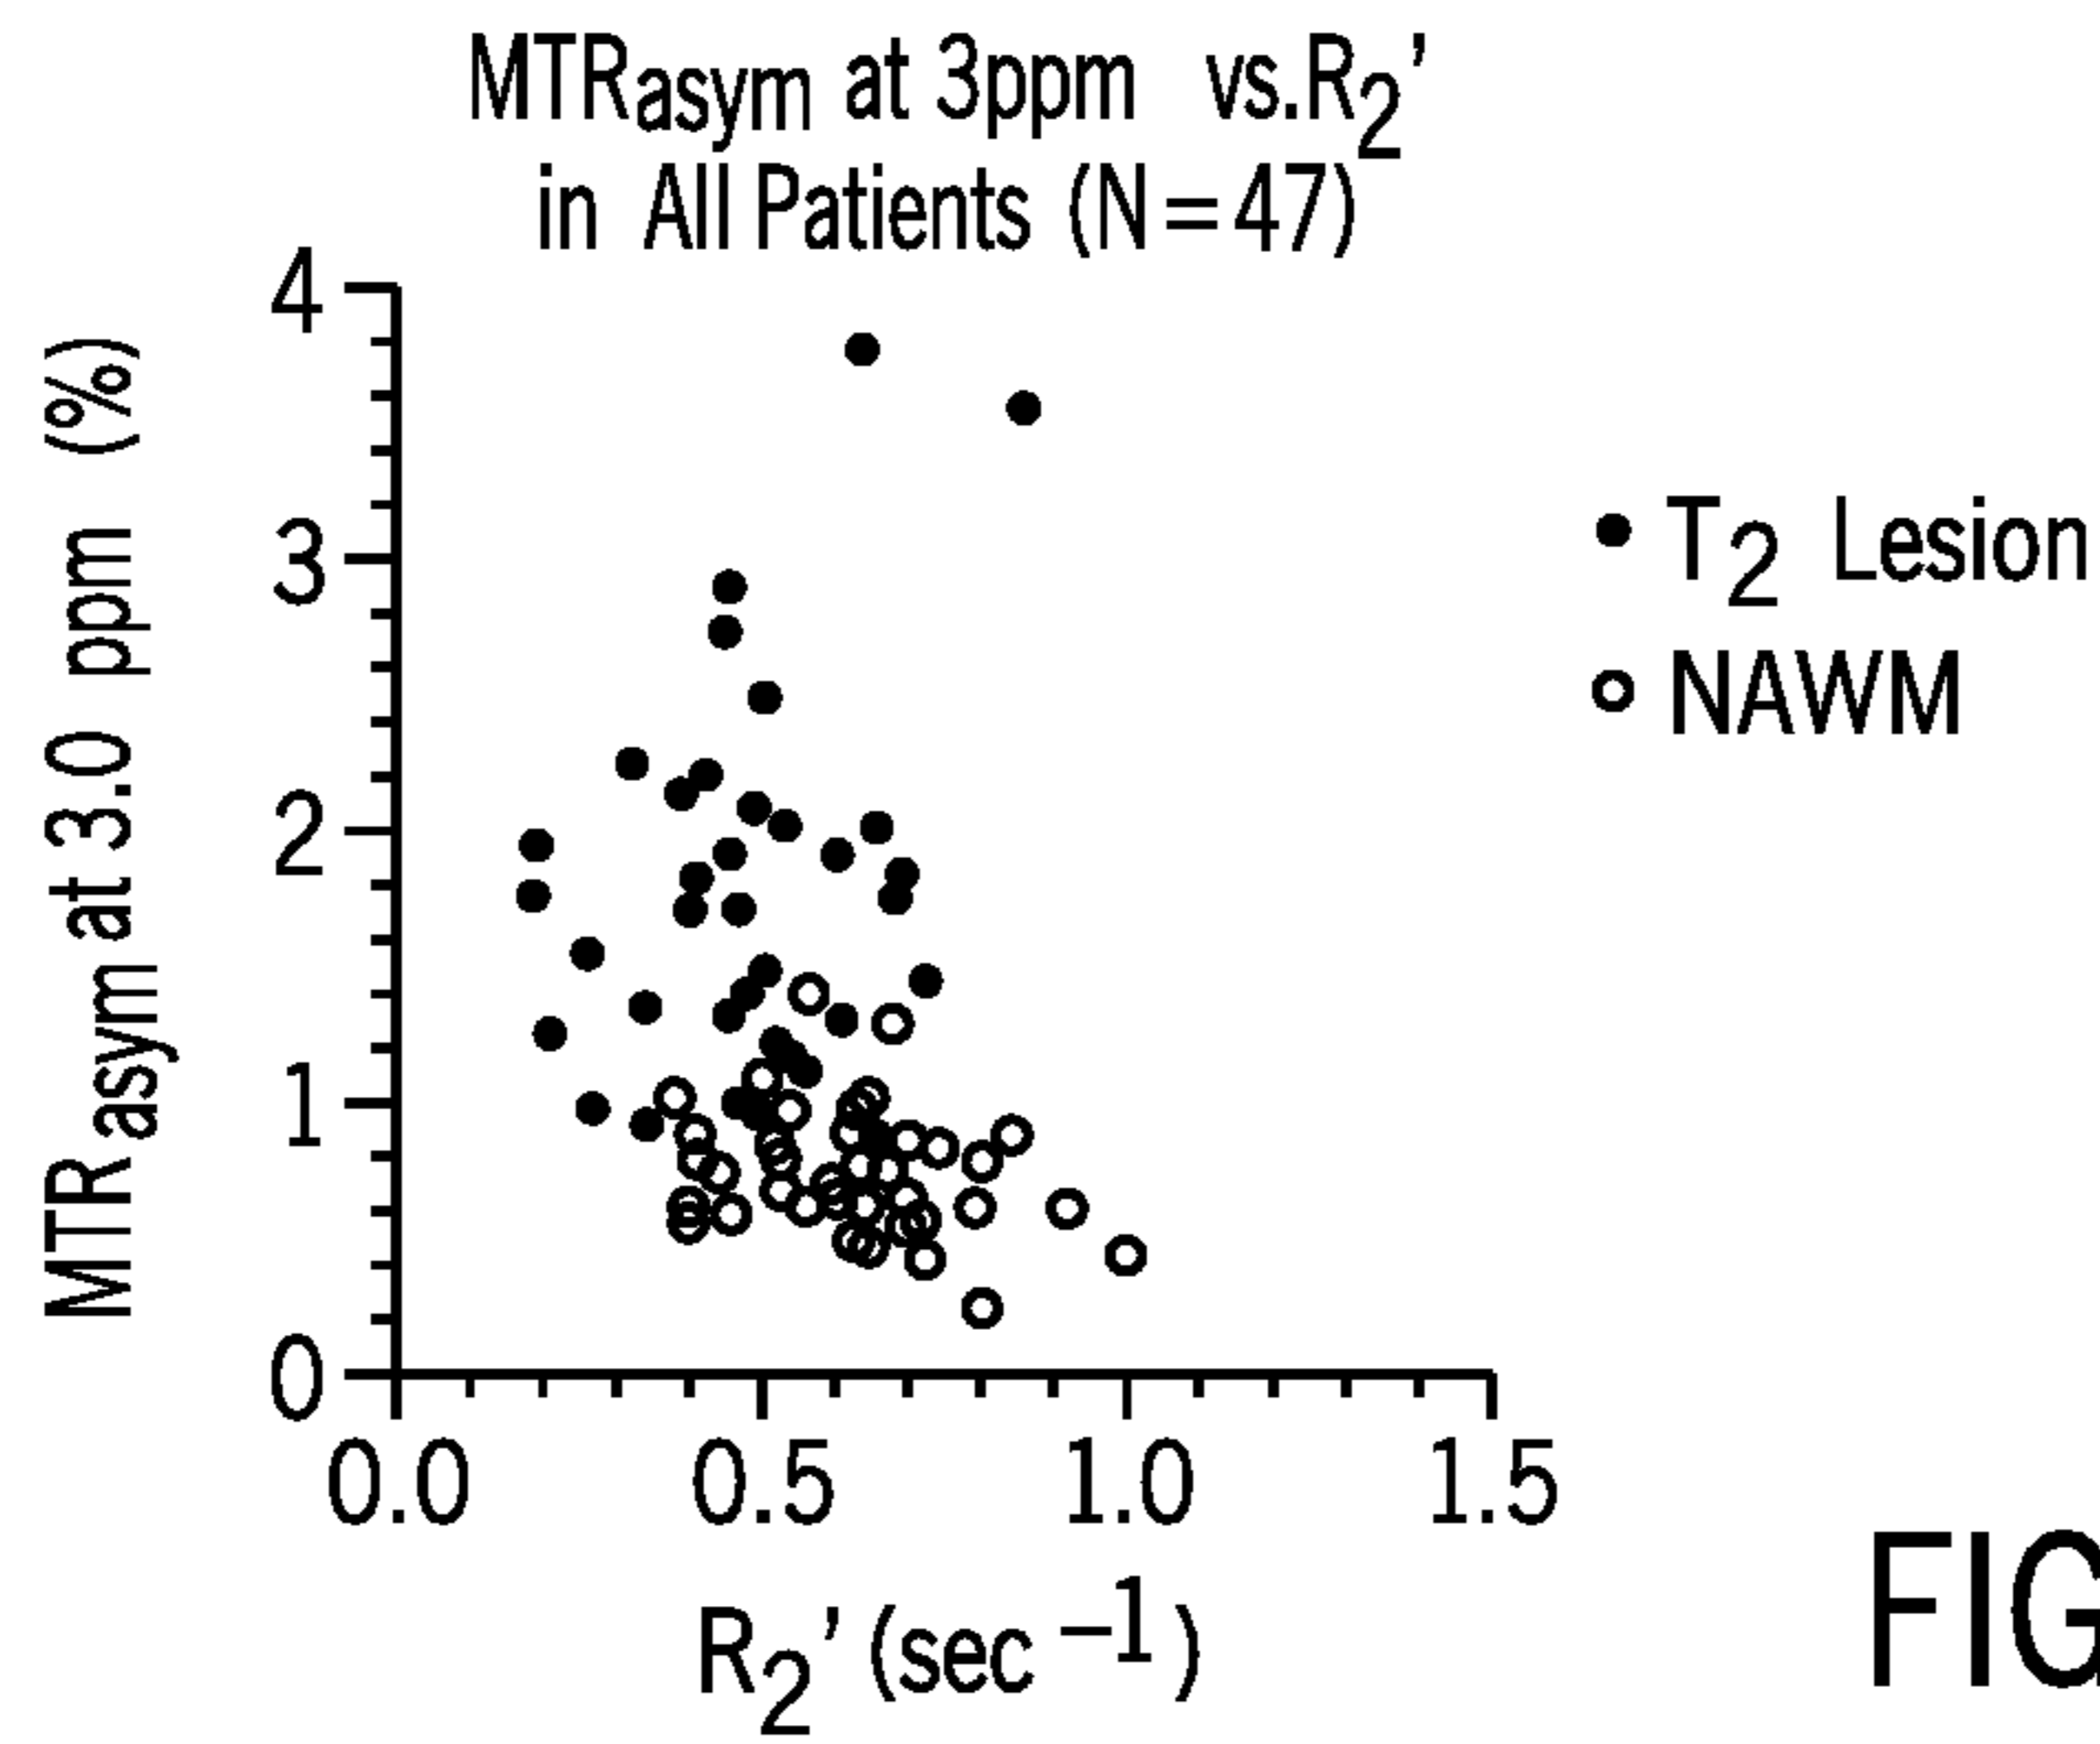 MTRasym at 3ppm vs.R2'
in All Patients (N=47)
MTRasym at 3.0 ppm (%)
4
3
2
1
0
0.0 0.5 1.0 1.5
R2' (sec-1)
T2 Lesion
NAWM
FIG